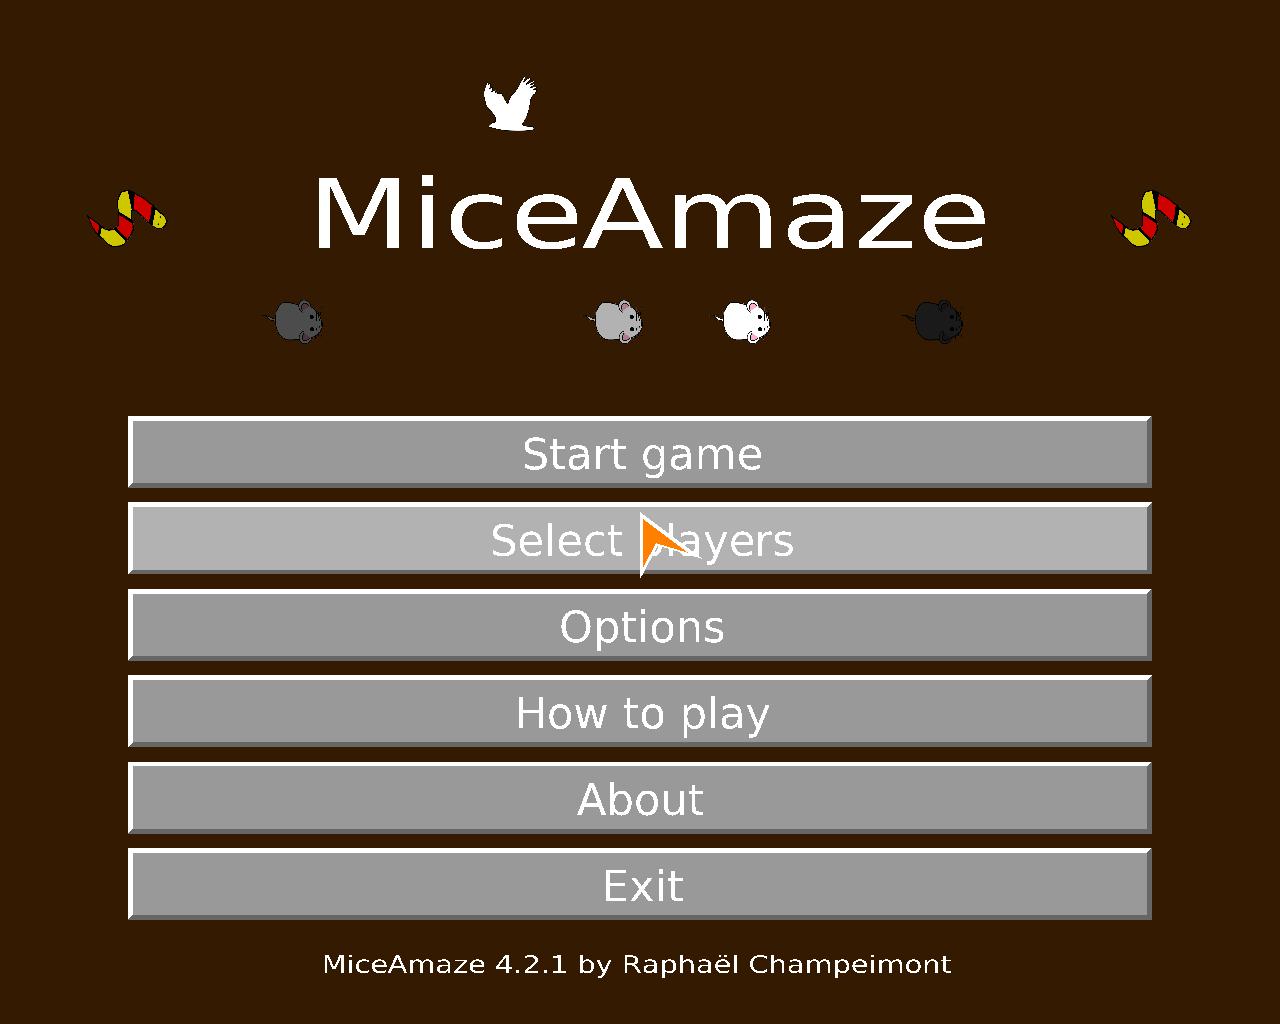 MiceAmaze
Start game
Select players
Options
How to play
About
Exit
MiceAmaze 4.2.1 by Raphaël Champeimont